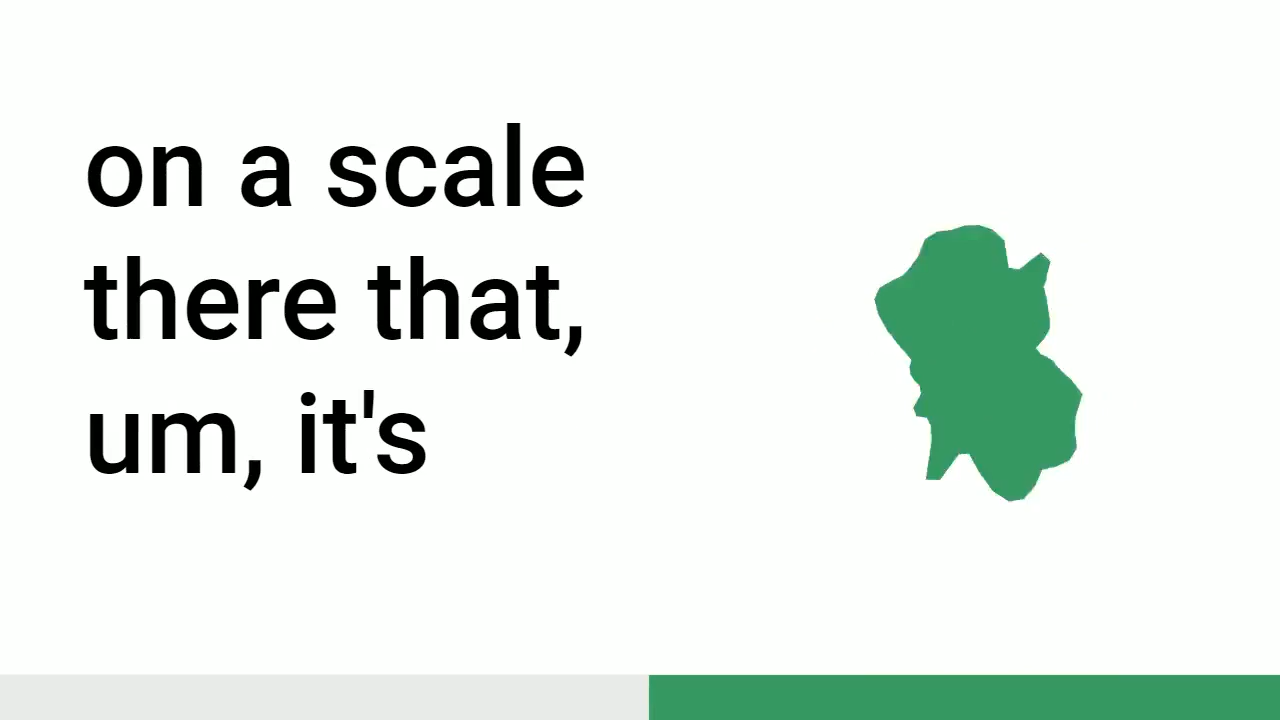 on a scale
there that,
um, it's